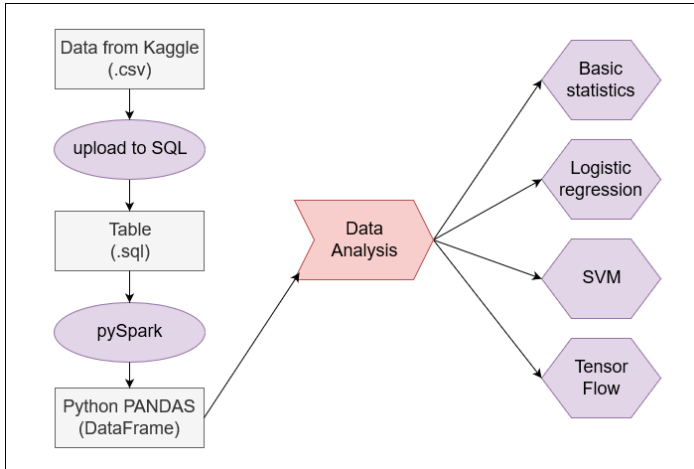 Data from Kaggle
(.csv)
upload to SQL
Table
(.sql)
pySpark
Python PANDAS
(DataFrame)
Data
Analysis
Basic
statistics
Logistic
regression
SVM
Tensor
Flow